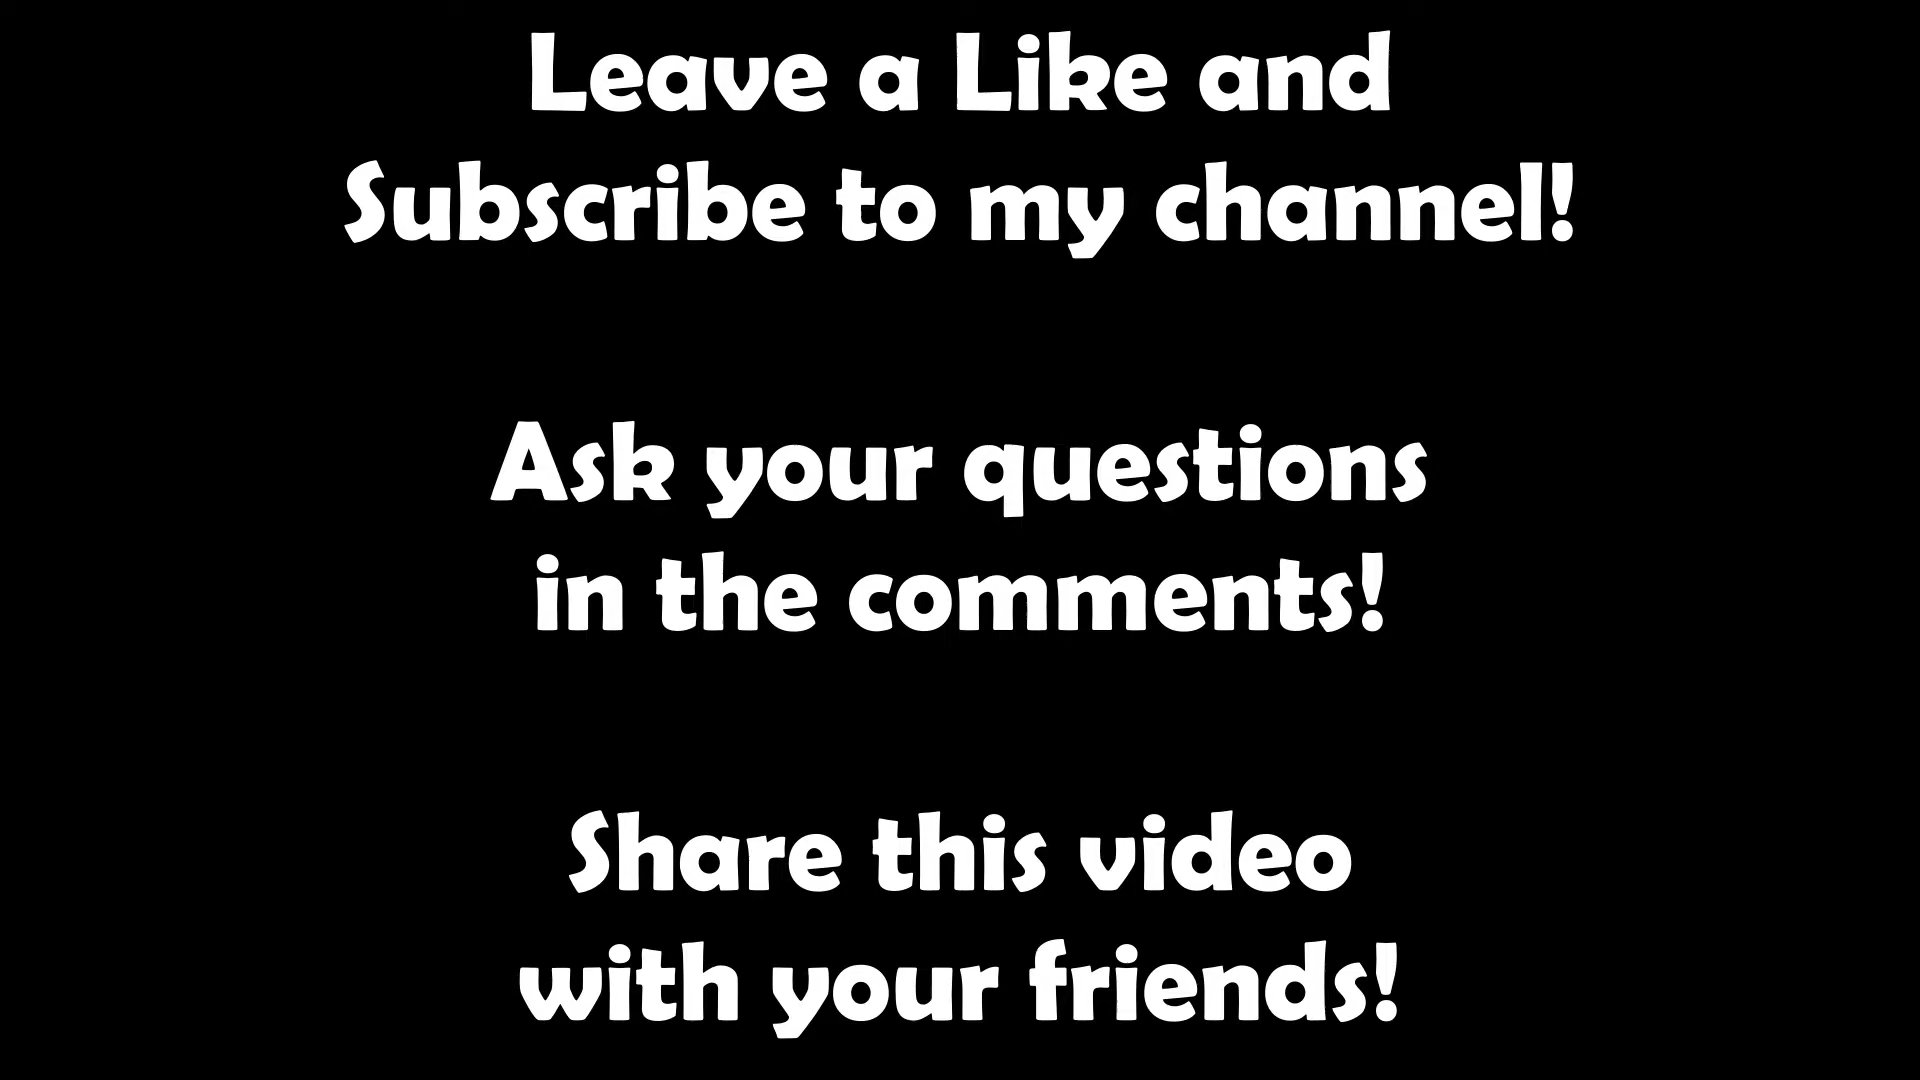 Leave a Like and
Subscribe to my channel!
Ask your questions
in the comments!
Share this video
with your friends!